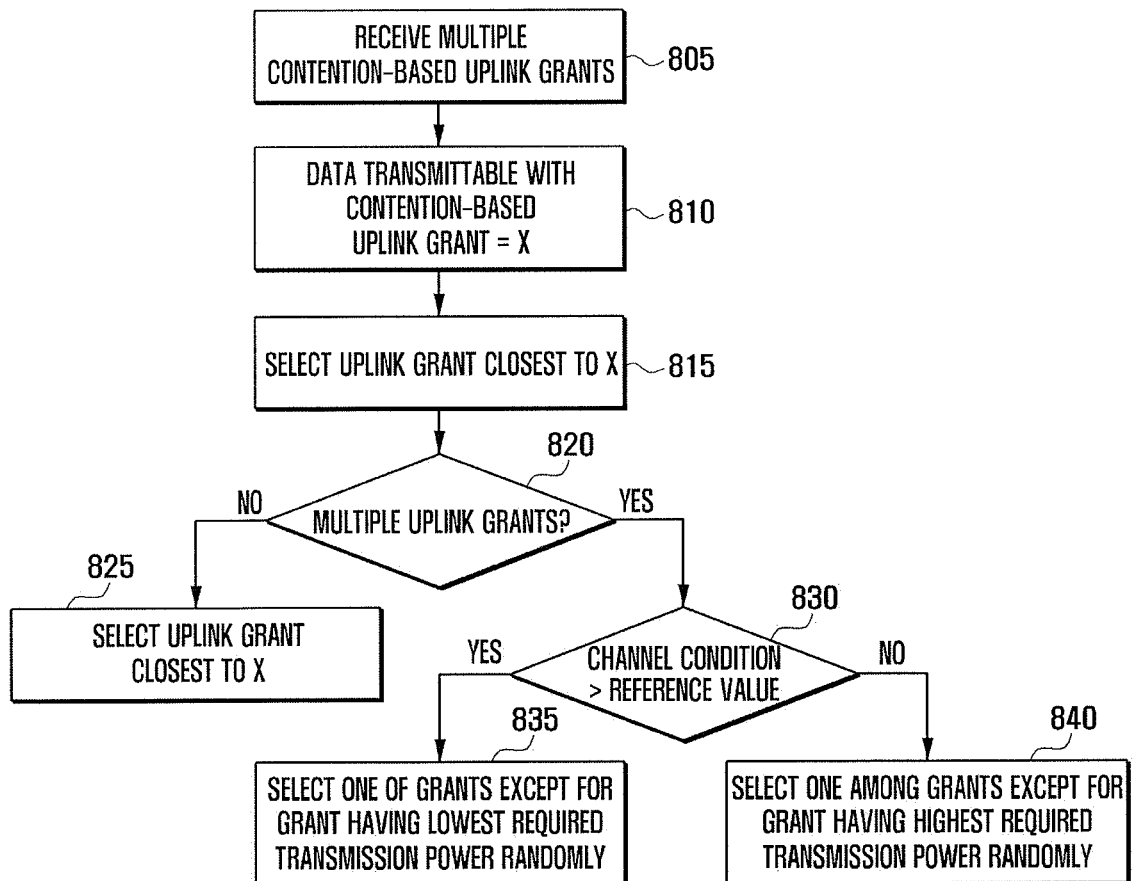 RECEIVE MULTIPLE
CONTENTION-BASED UPLINK GRANTS
805
DATA TRANSMITTABLE WITH
CONTENTION-BASED
UPLINK GRANT = X
810
SELECT UPLINK GRANT CLOSEST TO X
815
820
NO
MULTIPLE UPLINK GRANTS?
YES
825
SELECT UPLINK GRANT
CLOSEST TO X
830
YES
CHANNEL CONDITION
> REFERENCE VALUE
NO
835
SELECT ONE OF GRANTS EXCEPT FOR
GRANT HAVING LOWEST REQUIRED
TRANSMISSION POWER RANDOMLY
840
SELECT ONE AMONG GRANTS EXCEPT FOR
GRANT HAVING HIGHEST REQUIRED
TRANSMISSION POWER RANDOMLY